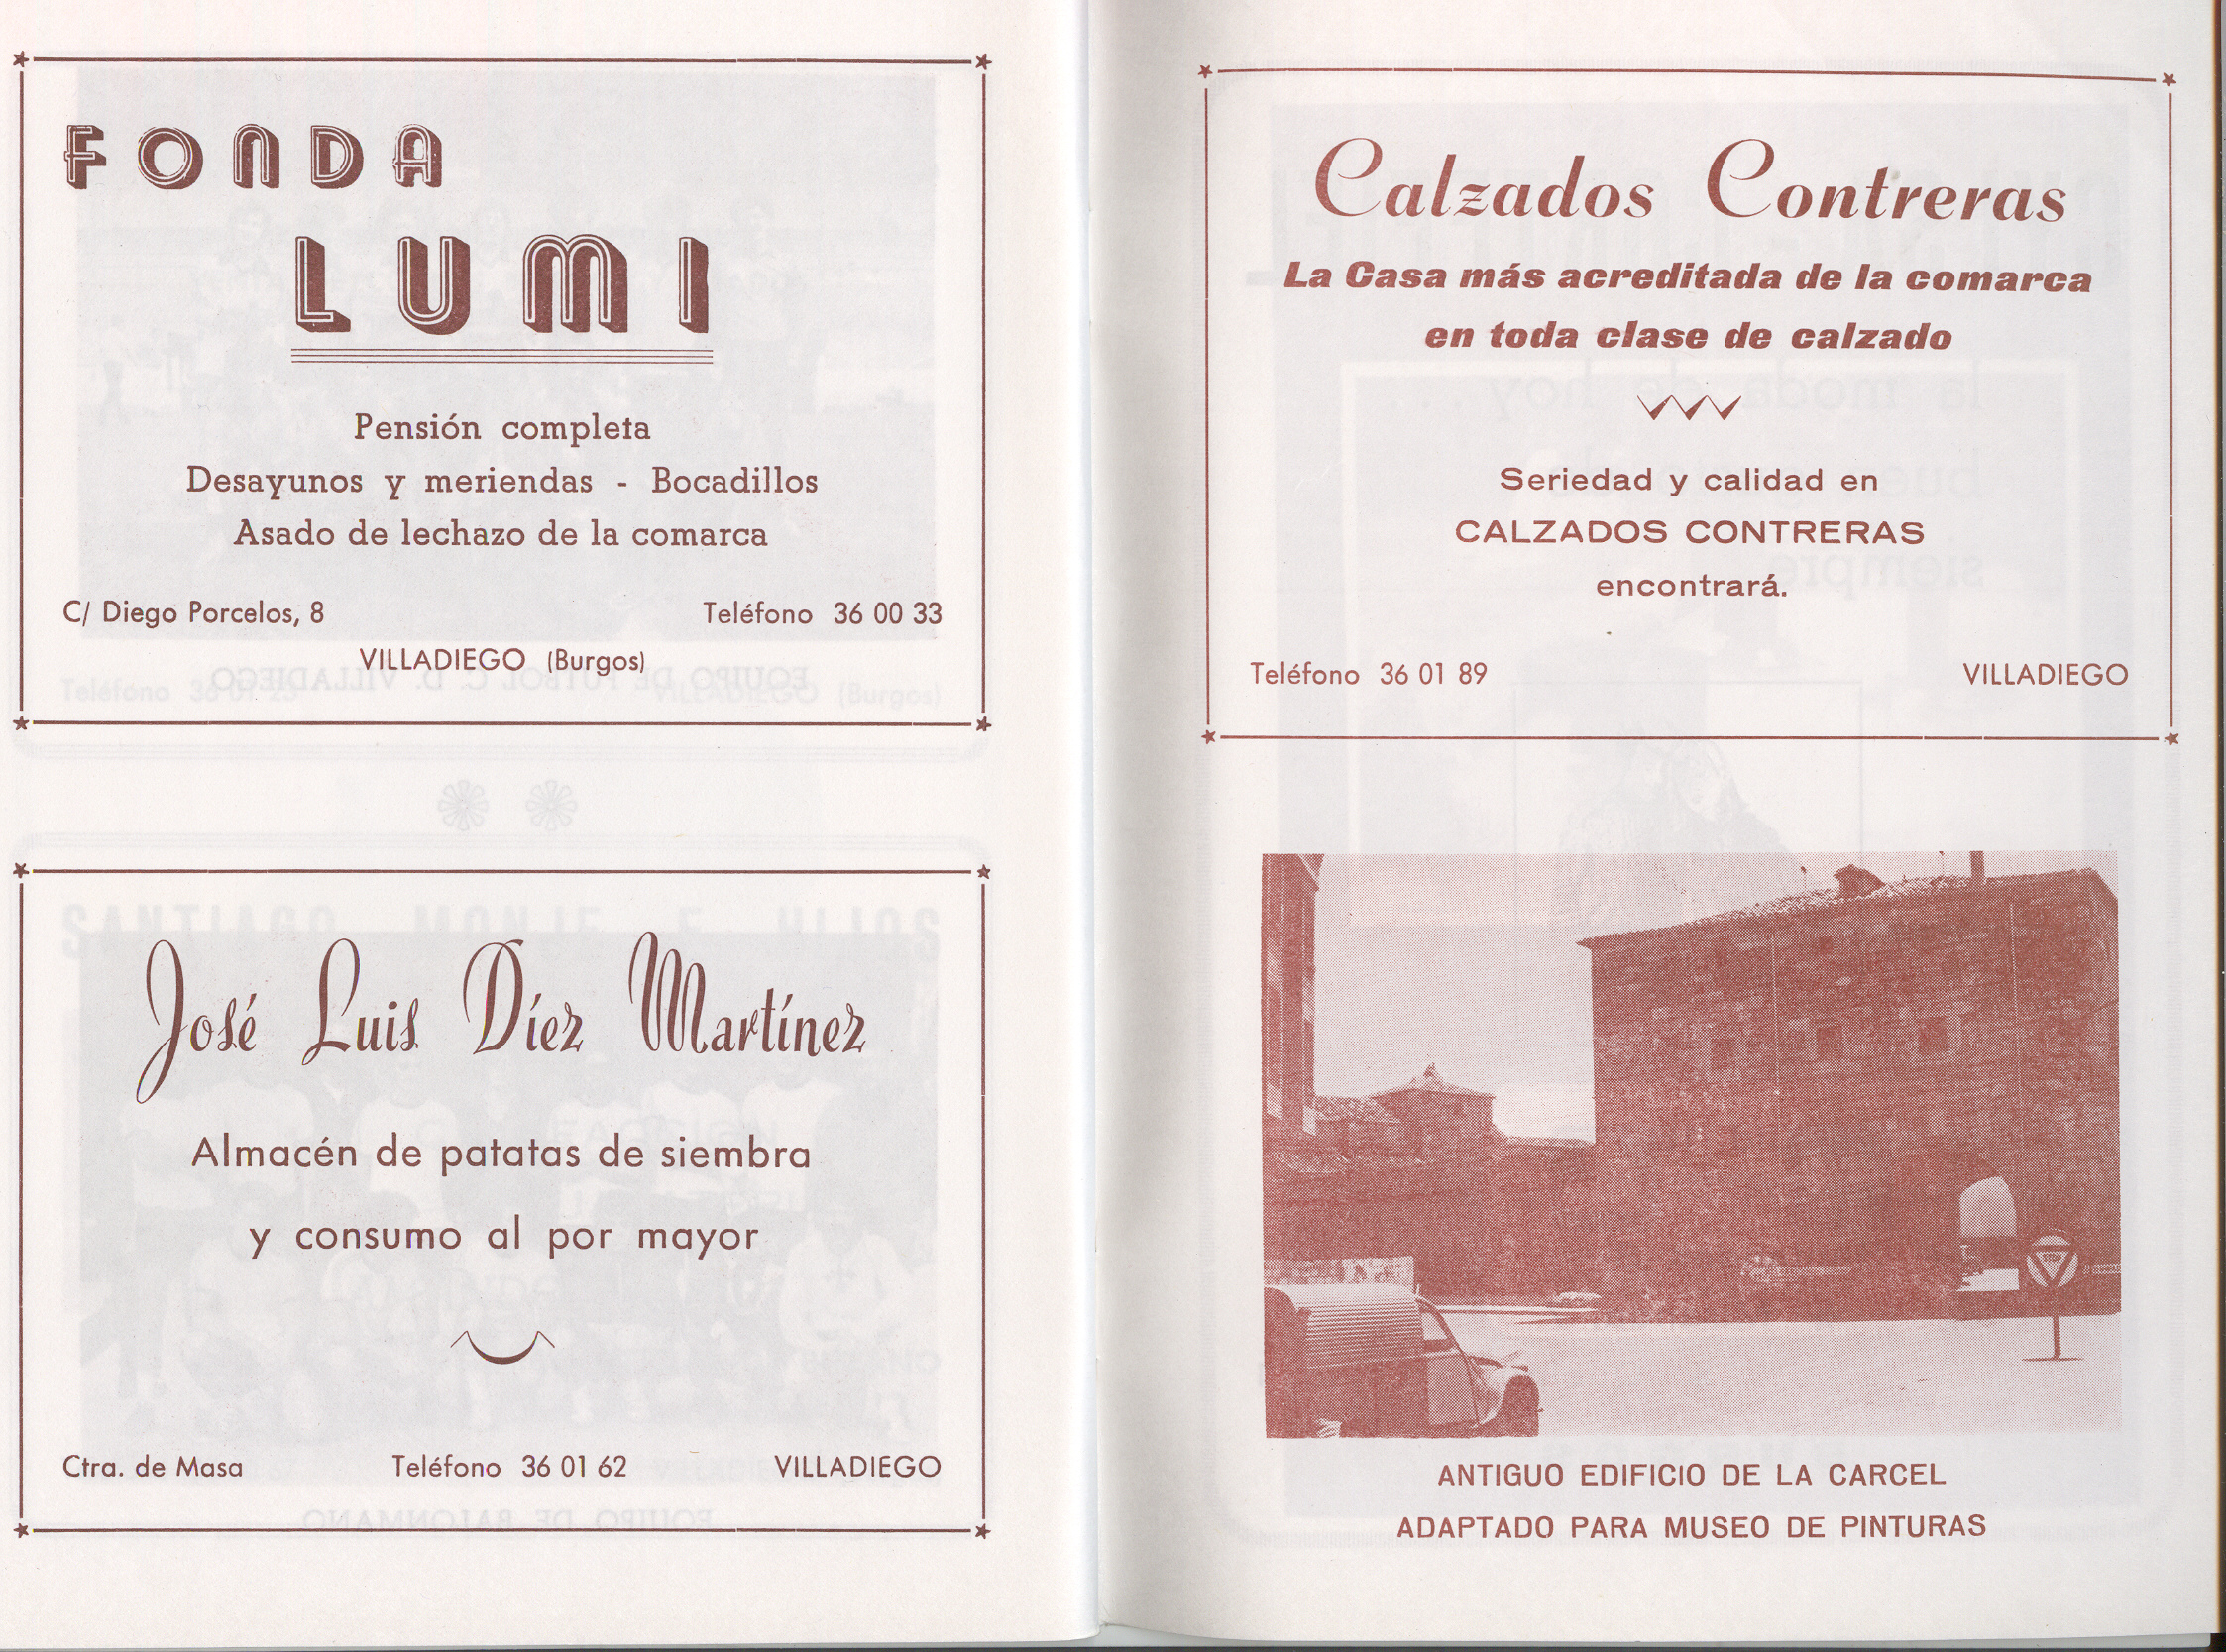 FONDA
LUMI
Pensión completa
Desayunos y meriendas - Bocadillos
Asado de lechazo de la comarca
C/ Diego Porcelos, 8 Teléfono 36 00 33
VILLADIEGO (Burgos)
José Luis Díez Martínez
Almacén de patatas de siembra
y consumo al por mayor
Ctra. de Masa Teléfono 36 01 62 VILLADIEGO
Calzados Contreras
La Casa más acreditada de la comarca
en toda clase de calzado
Seriedad y calidad en
CALZADOS CONTRERAS
encontrará.
Teléfono 36 01 89 VILLADIEGO
STOP
ANTIGUO EDIFICIO DE LA CARCEL
ADAPTADO PARA MUSEO DE PINTURAS